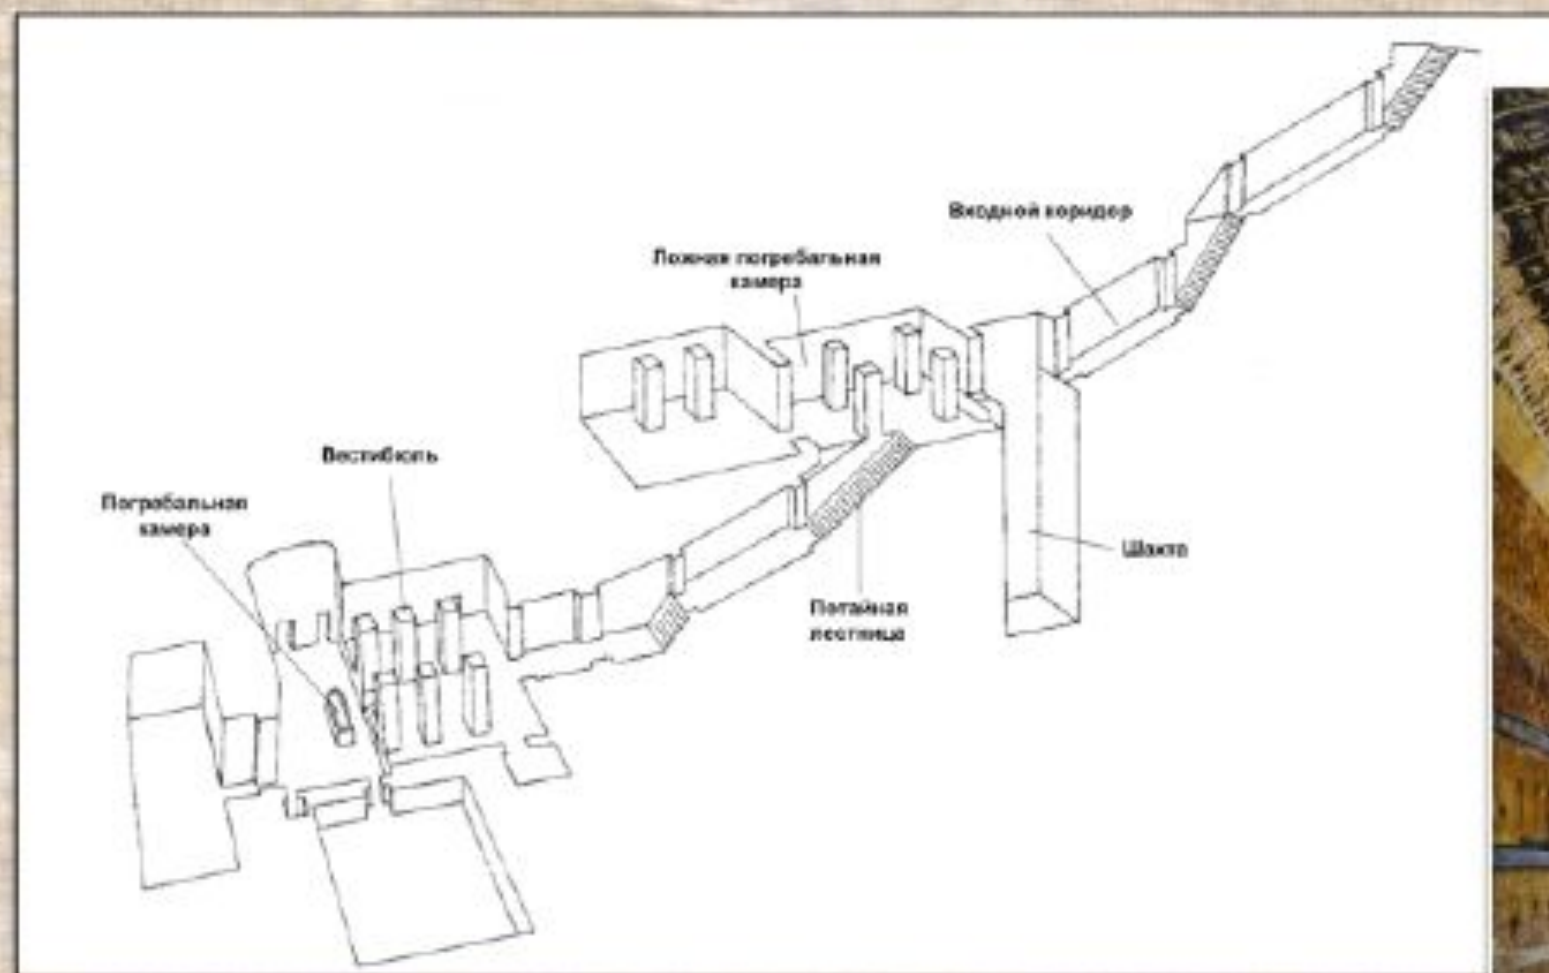 Входной коридор
Ложная погребальная
камера
Вестибюль
Погребальная
камера
Шахта
Потайная
лестница